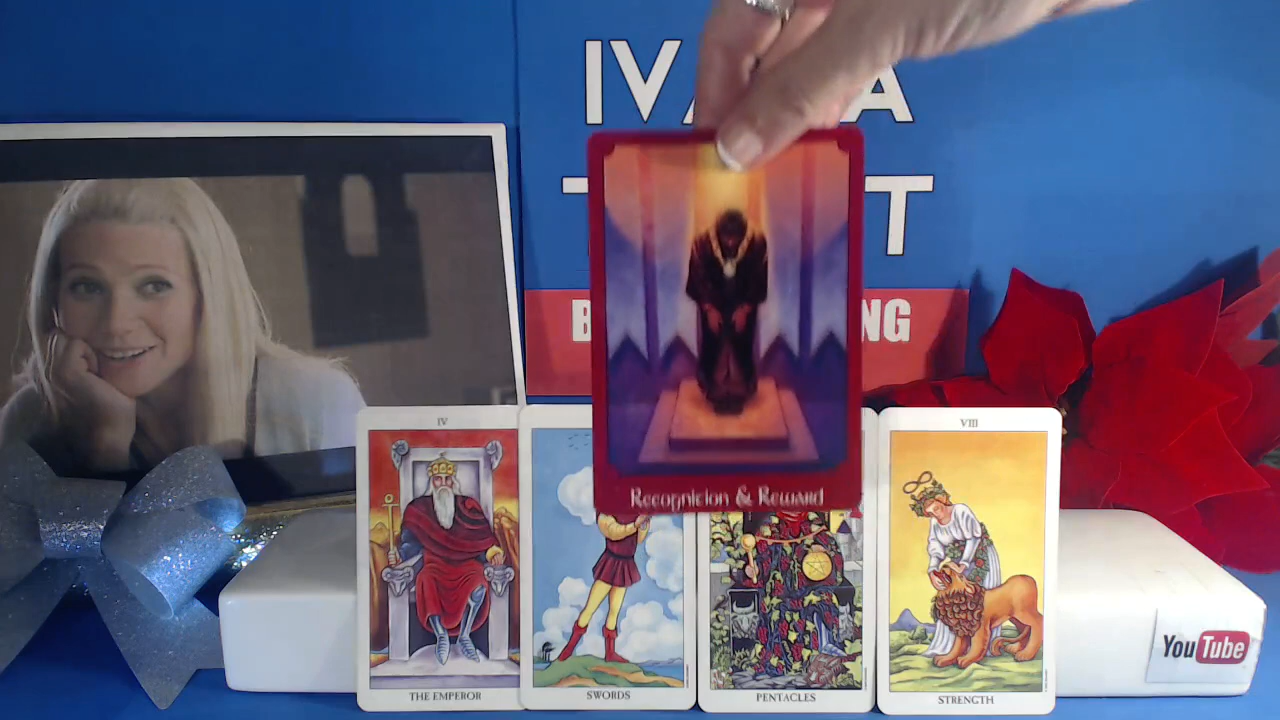 IV A
T T
B NG
Recognition & Reward
IV
VIII
THE EMPEROR
SWORDS
PENTACLES
STRENGTH
YouTube